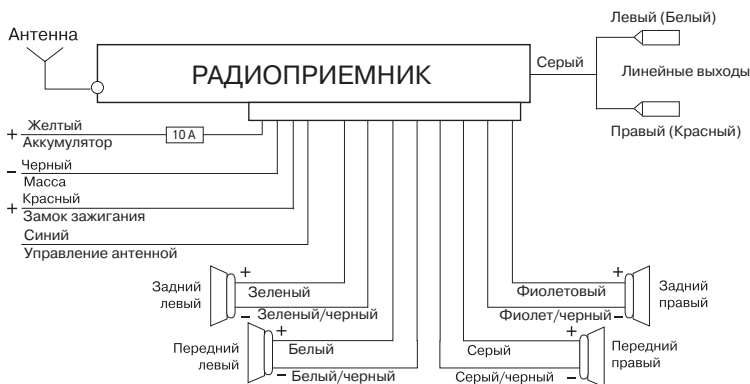 Левый (Белый)
Антенна
РАДИОПРИЕМНИК
Серый
Линейные выходы
Правый (Красный)
+ Желтый
10 А
Аккумулятор
– Черный
Масса
+ Красный
Замок зажигания
Синий
Управление антенной
Задний
левый
+
Зеленый
–
Зеленый/черный
Передний
левый
+
Белый
–
Белый/черный
Фиолетовый
+
Задний
правый
Фиолет/черный
–
Серый
+
Передний
правый
Серый/черный
–